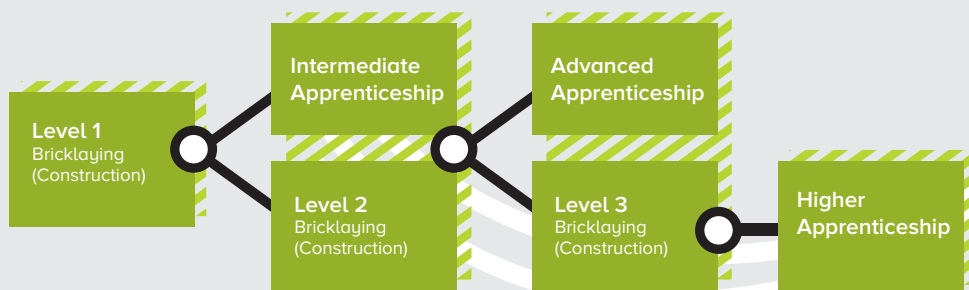 Level 1
Bricklaying
(Construction)
Intermediate
Apprenticeship
Level 2
Bricklaying
(Construction)
Advanced
Apprenticeship
Level 3
Bricklaying
(Construction)
Higher
Apprenticeship